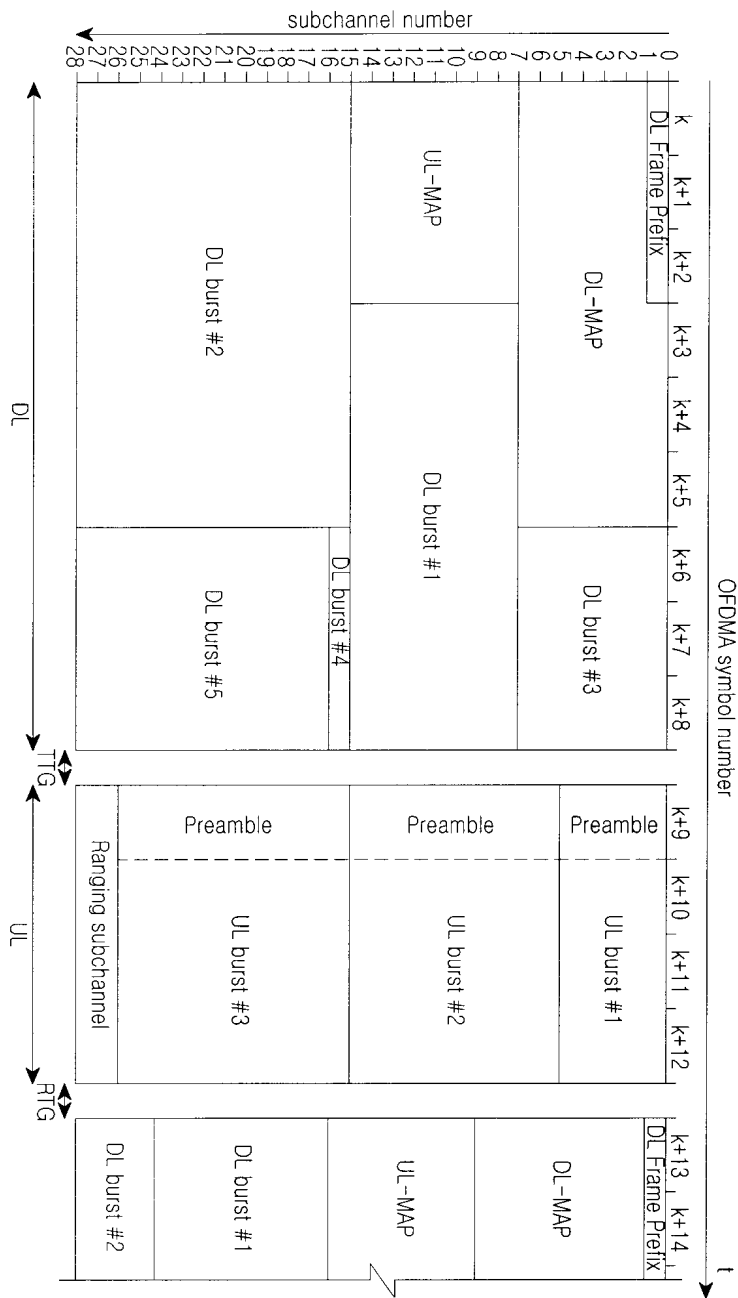 OFDMA symbol number
t
k
k+1
k+2
k+3
k+4
k+5
k+6
k+7
k+8
k+9
k+10
k+11
k+12
k+13
k+14
subchannel number
0
1
2
3
4
5
6
7
8
9
10
11
12
13
14
15
16
17
18
19
20
21
22
23
24
25
26
27
28
DL Frame Prefix
DL-MAP
UL-MAP
DL burst #1
DL burst #2
DL burst #3
DL burst #4
DL burst #5
Preamble
UL burst #1
Preamble
UL burst #2
Preamble
UL burst #3
Ranging subchannel
DL Frame Prefix
DL-MAP
UL-MAP
DL burst #1
DL burst #2
DL
TTG
UL
RTG